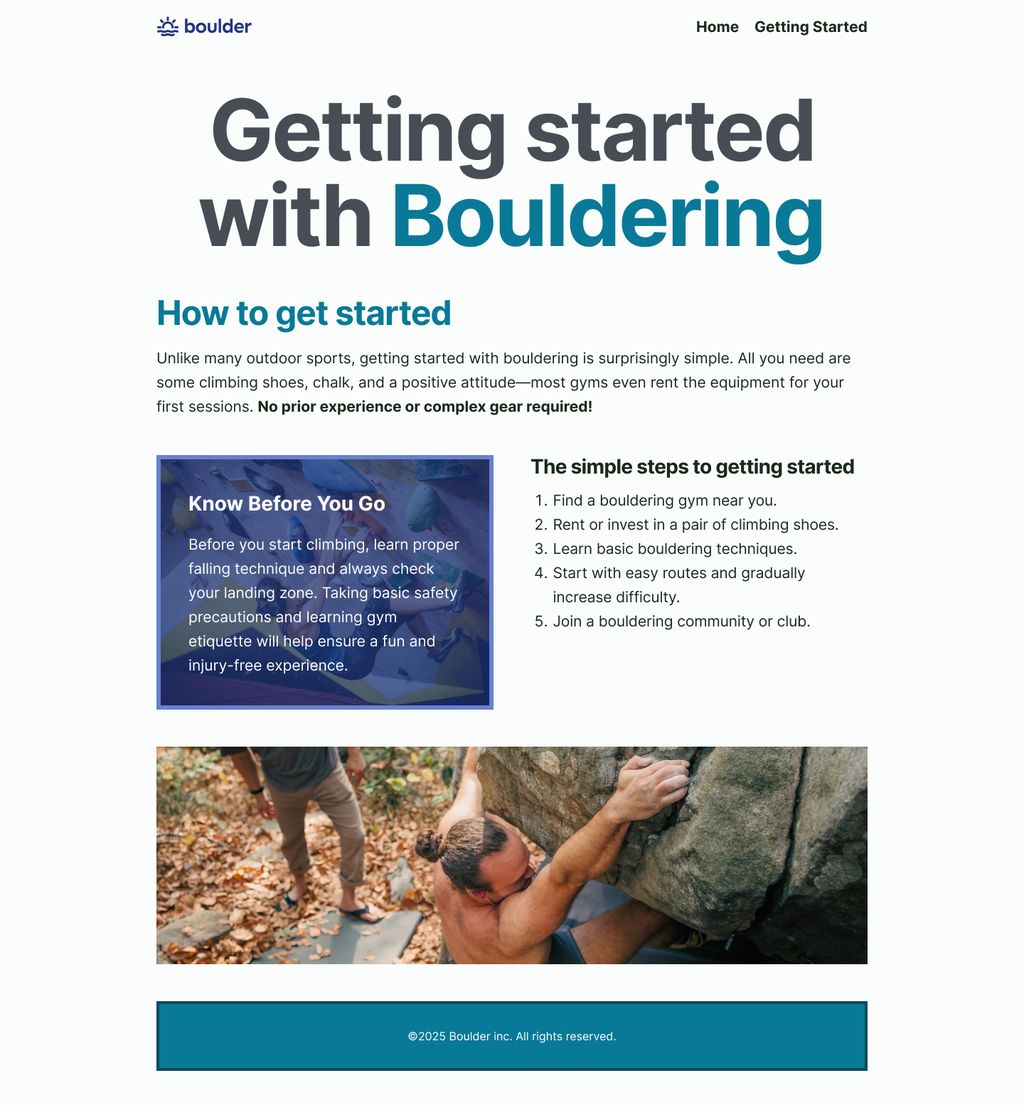 boulder
Home Getting Started
Getting started
with Bouldering
How to get started
Unlike many outdoor sports, getting started with bouldering is surprisingly simple. All you need are
some climbing shoes, chalk, and a positive attitude—most gyms even rent the equipment for your
first sessions. No prior experience or complex gear required!
Know Before You Go
Before you start climbing, learn proper
falling technique and always check
your landing zone. Taking basic safety
precautions and learning gym
etiquette will help ensure a fun and
injury-free experience.
The simple steps to getting started
1. Find a bouldering gym near you.
2. Rent or invest in a pair of climbing shoes.
3. Learn basic bouldering techniques.
4. Start with easy routes and gradually
increase difficulty.
5. Join a bouldering community or club.
©2025 Boulder inc. All rights reserved.